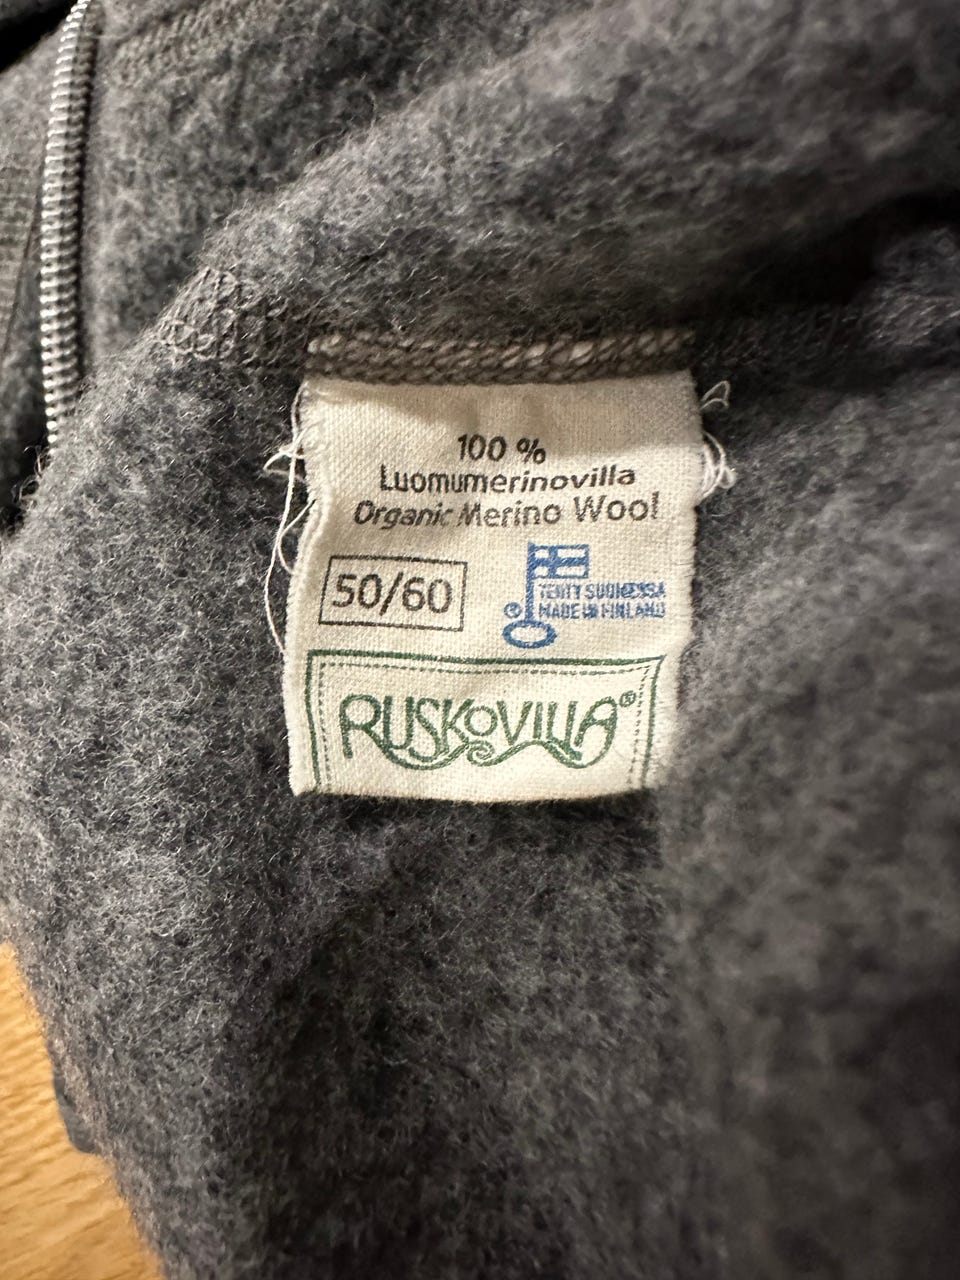 100 %
Luomumerinovilla
Organic Merino Wool
50/60
TEHTY SUOMESSA
® MADE IN FINLAND
RUSKOVILLA®